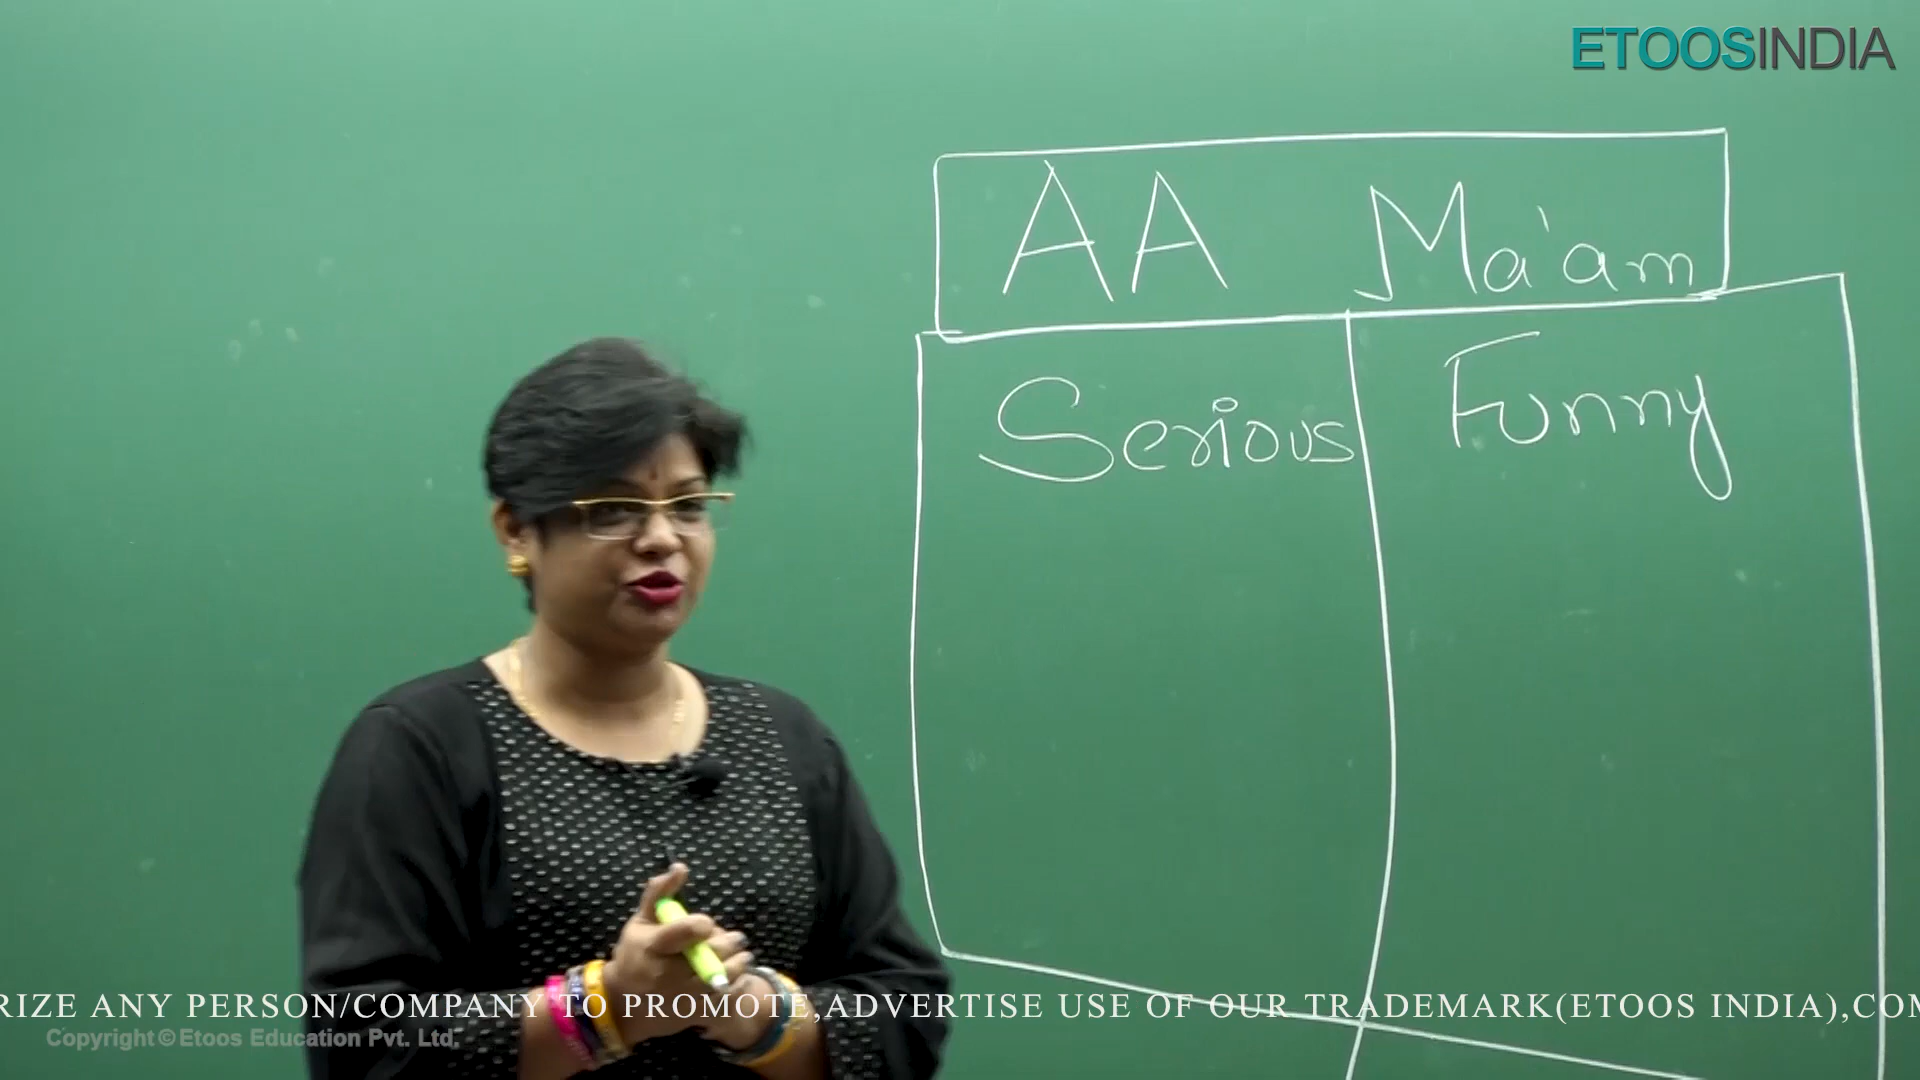 ETOOSINDIA
AA Ma'am
Serious Funny
RIZE ANY PERSON/COMPANY TO PROMOTE,ADVERTISE USE OF OUR TRADEMARK(ETOOS INDIA),COM
Copyright © Etoos Education Pvt. Ltd.